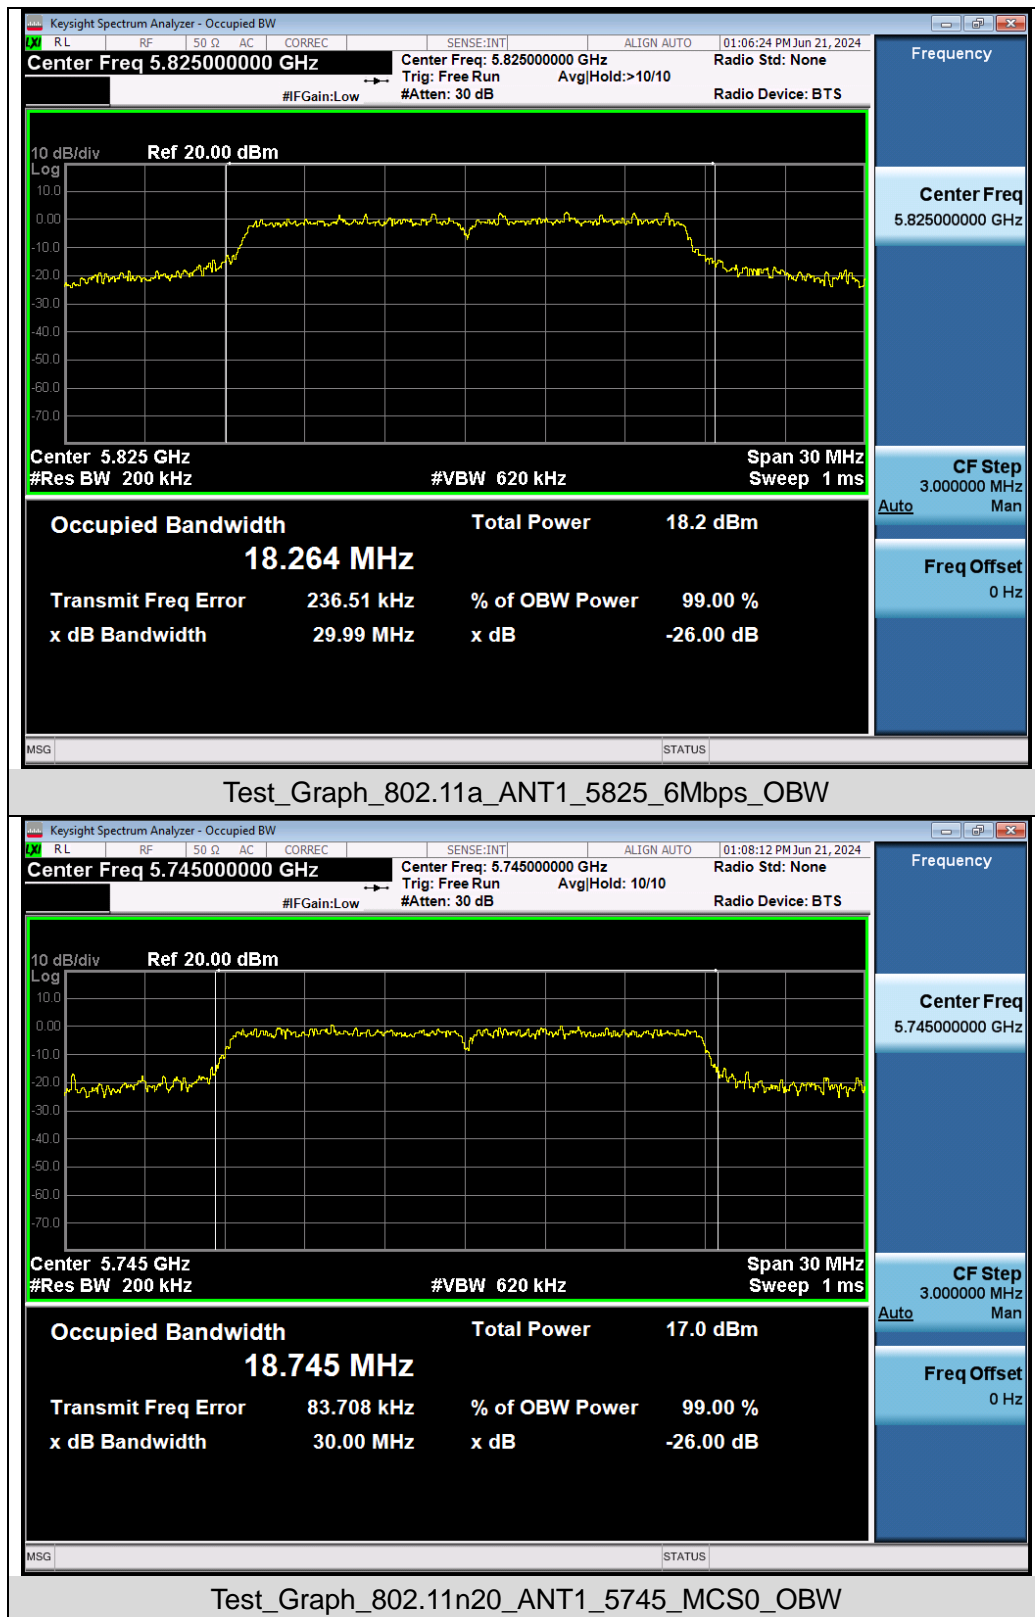 Keysight Spectrum Analyzer - Occupied BW
LXI RL RF 50 Ω AC CORREC SENSE:INT ALIGN AUTO 01:06:24 PM Jun 21, 2024
Center Freq 5.825000000 GHz Center Freq: 5.825000000 GHz Radio Std: None
Trig: Free Run Avg|Hold:>10/10
#IFGain:Low #Atten: 30 dB Radio Device: BTS
Frequency
10 dB/div Ref 20.00 dBm
Log
10.0
0.00
-10.0
-20.0
-30.0
-40.0
-50.0
-60.0
-70.0
Center 5.825 GHz Span 30 MHz
#Res BW 200 kHz #VBW 620 kHz Sweep 1 ms
Center Freq
5.825000000 GHz
CF Step
3.000000 MHz
Auto Man
Freq Offset
0 Hz
Occupied Bandwidth Total Power 18.2 dBm
18.264 MHz
Transmit Freq Error 236.51 kHz % of OBW Power 99.00 %
x dB Bandwidth 29.99 MHz x dB -26.00 dB
MSG STATUS
Test_Graph_802.11a_ANT1_5825_6Mbps_OBW
Keysight Spectrum Analyzer - Occupied BW
LXI RL RF 50 Ω AC CORREC SENSE:INT ALIGN AUTO 01:08:12 PM Jun 21, 2024
Center Freq 5.745000000 GHz Center Freq: 5.745000000 GHz Radio Std: None
Trig: Free Run Avg|Hold: 10/10
#IFGain:Low #Atten: 30 dB Radio Device: BTS
Frequency
10 dB/div Ref 20.00 dBm
Log
10.0
0.00
-10.0
-20.0
-30.0
-40.0
-50.0
-60.0
-70.0
Center 5.745 GHz Span 30 MHz
#Res BW 200 kHz #VBW 620 kHz Sweep 1 ms
Center Freq
5.745000000 GHz
CF Step
3.000000 MHz
Auto Man
Freq Offset
0 Hz
Occupied Bandwidth Total Power 17.0 dBm
18.745 MHz
Transmit Freq Error 83.708 kHz % of OBW Power 99.00 %
x dB Bandwidth 30.00 MHz x dB -26.00 dB
MSG STATUS
Test_Graph_802.11n20_ANT1_5745_MCS0_OBW